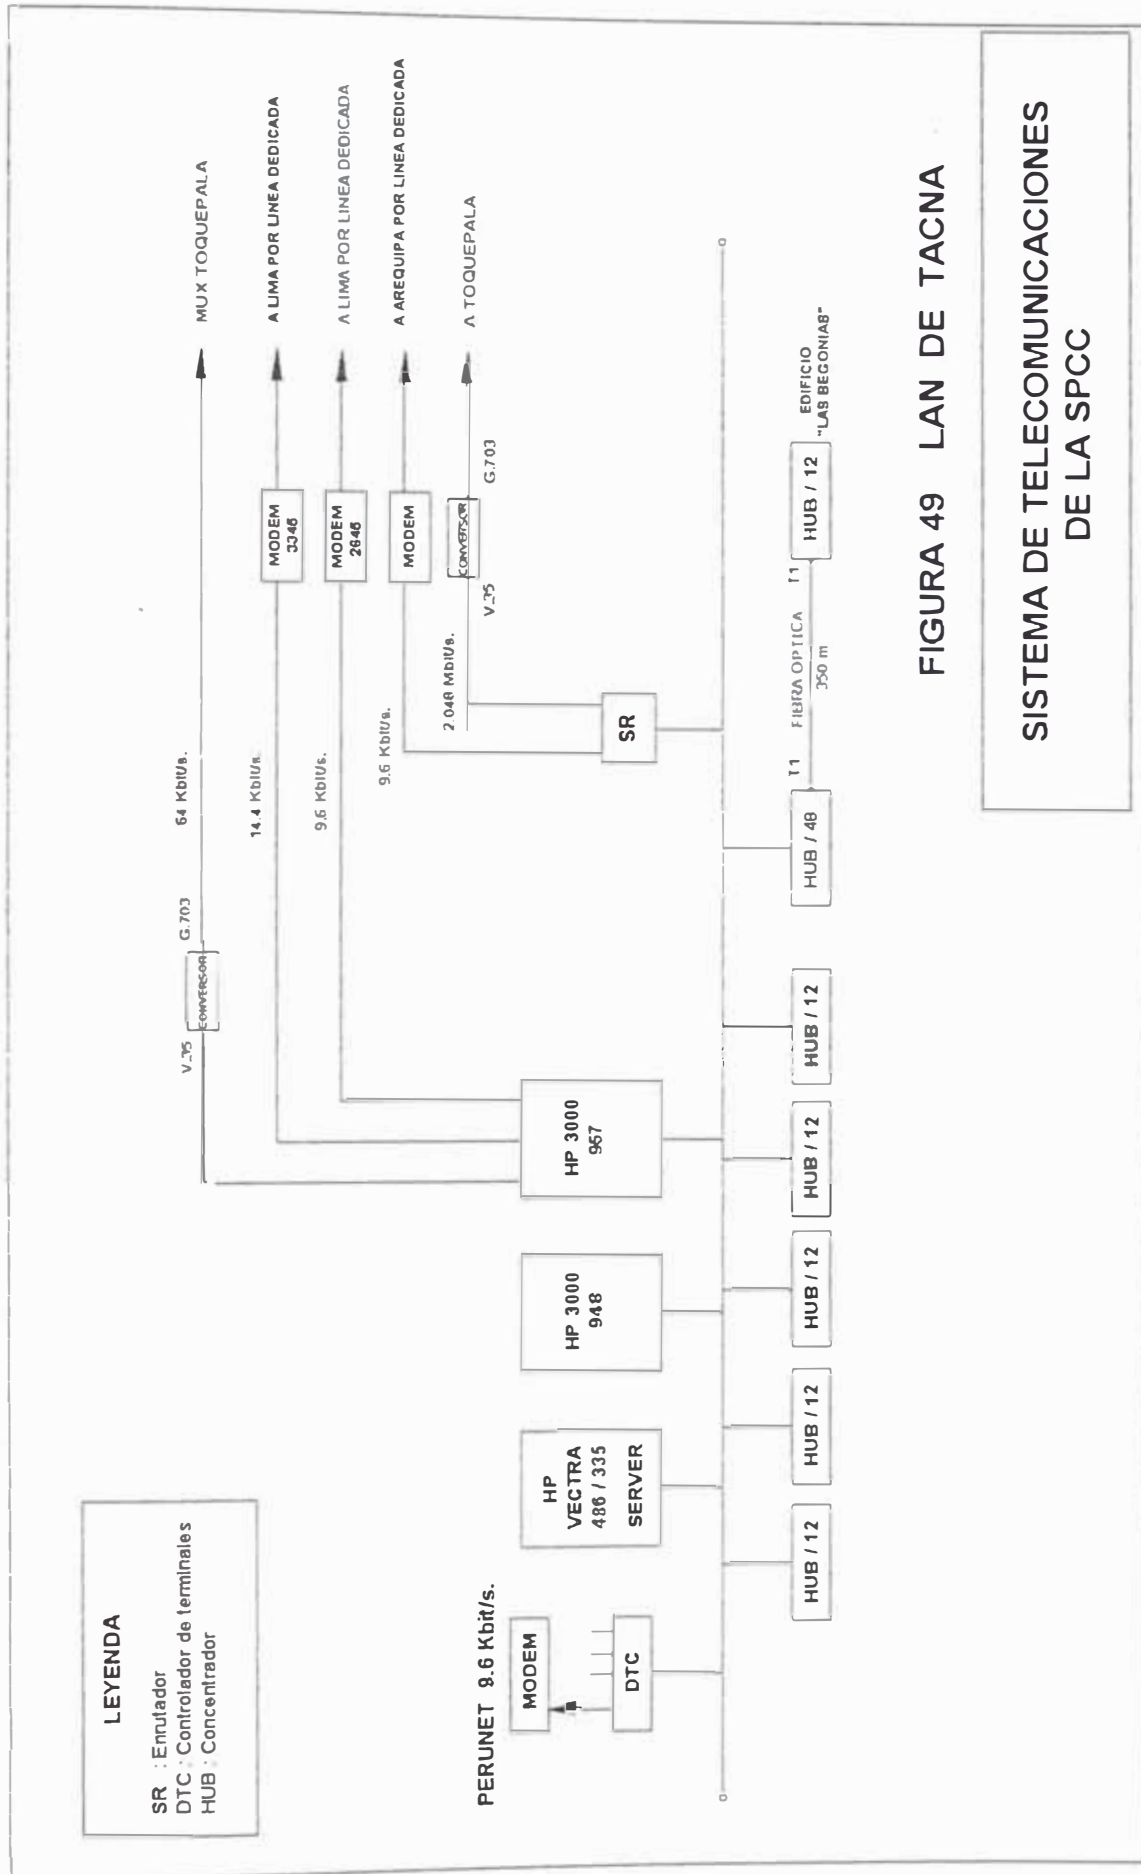 LEYENDA
SR : Enrutador
DTC : Controlador de terminales
HUB : Concentrador
MUX TOQUEPALA
A LIMA POR LINEA DEDICADA
A LIMA POR LINEA DEDICADA
A AREQUIPA POR LINEA DEDICADA
A TOQUEPALA
V.35
CONVERSOR
G.703
64 Kbit/s.
14.4 Kbit/s.
MODEM
3345
9.6 Kbit/s.
MODEM
2645
9.6 Kbit/s.
MODEM
2.048 Mbit/s.
V.35
CONVERSOR
G.703
PERUNET 9.6 Kbit/s.
MODEM
DTC
HP
VECTRA
486 / 335
SERVER
HP 3000
948
HP 3000
957
SR
HUB / 12
HUB / 12
HUB / 12
HUB / 12
HUB / 12
HUB / 48
T1
FIBRA OPTICA
350 m
T1
HUB / 12
EDIFICIO
"LAS BEGONIAS"
FIGURA 49 LAN DE TACNA
SISTEMA DE TELECOMUNICACIONES
DE LA SPCC